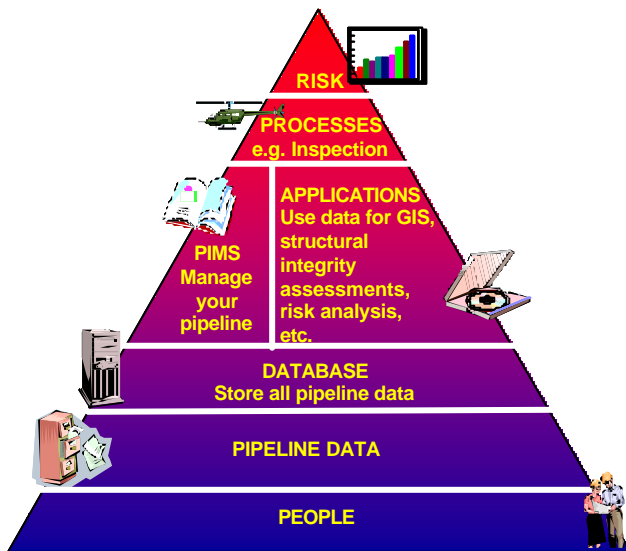 RISK
PROCESSES
e.g. Inspection
PIMS
Manage
your
pipeline
APPLICATIONS
Use data for GIS,
structural
integrity
assessments,
risk analysis,
etc.
DATABASE
Store all pipeline data
PIPELINE DATA
PEOPLE